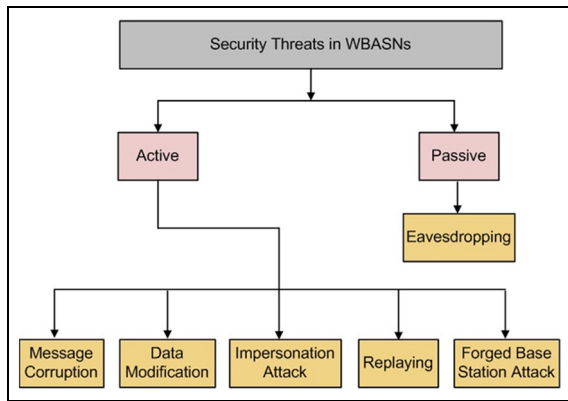 Security Threats in WBASNs
Active
Passive
Eavesdropping
Message
Corruption
Data
Modification
Impersonation
Attack
Replaying
Forged Base
Station Attack